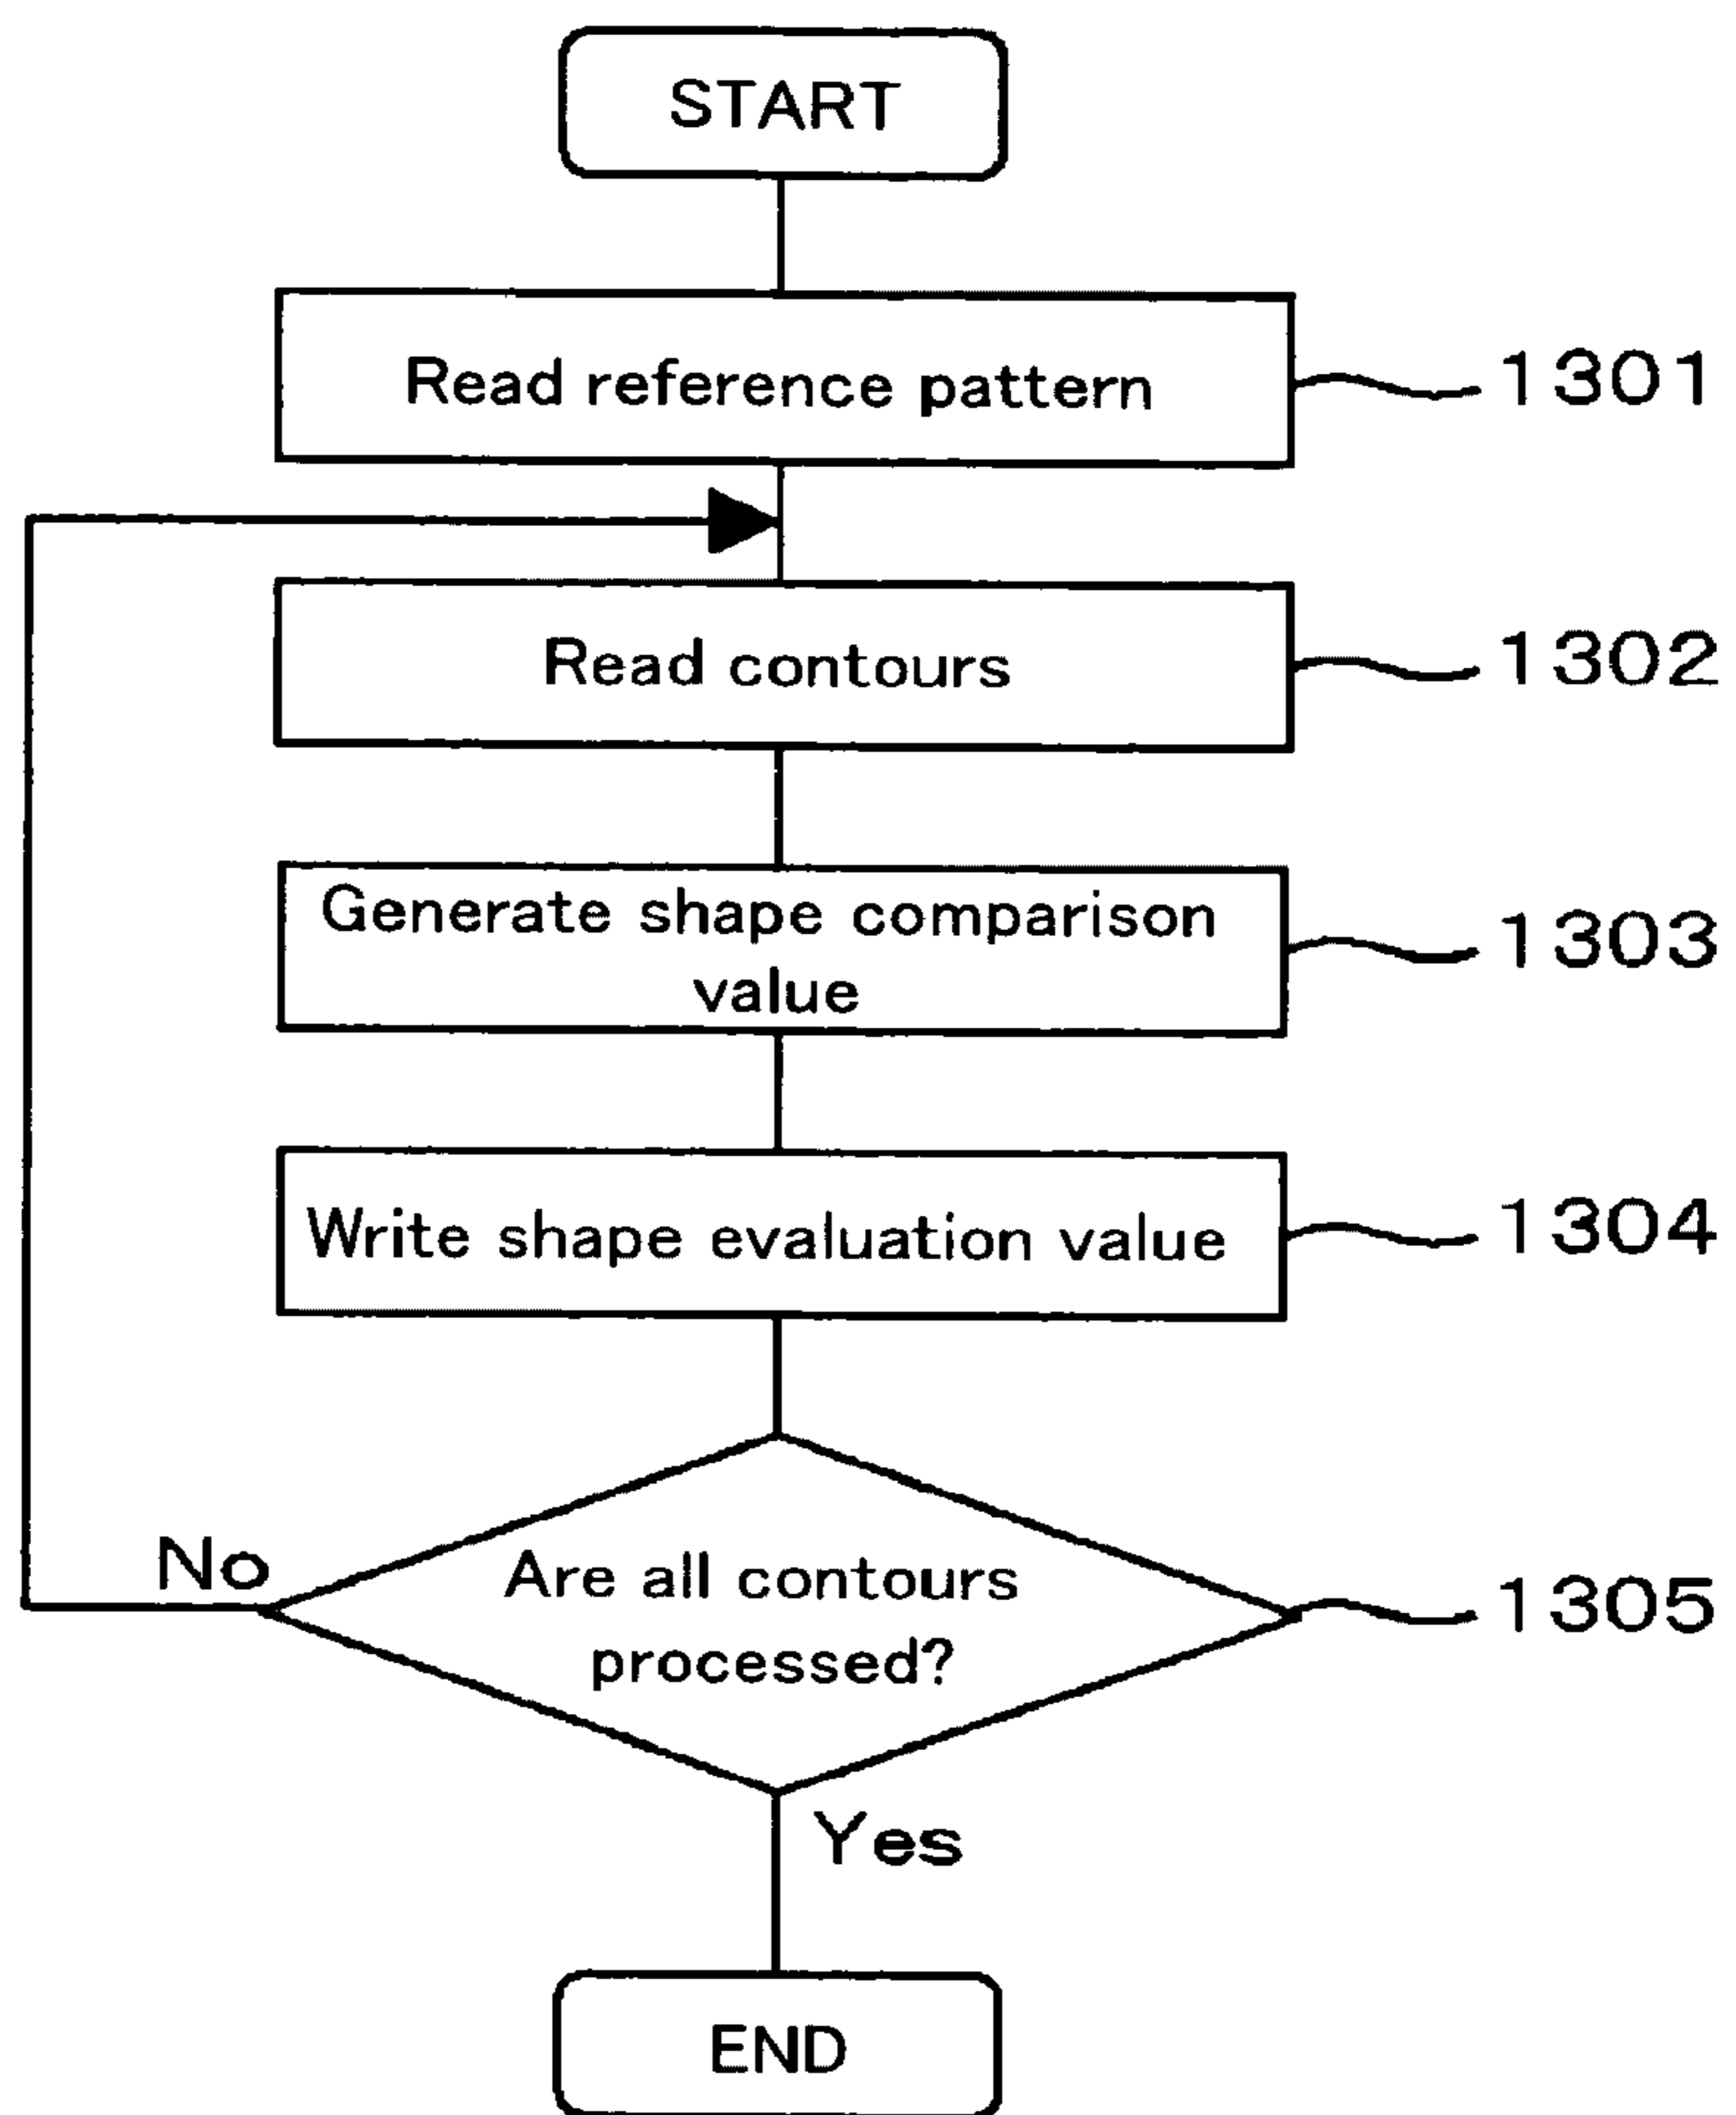 START
Read reference pattern
1301
Read contours
1302
Generate shape comparison
value
1303
Write shape evaluation value
1304
No
Are all contours
processed?
1305
Yes
END